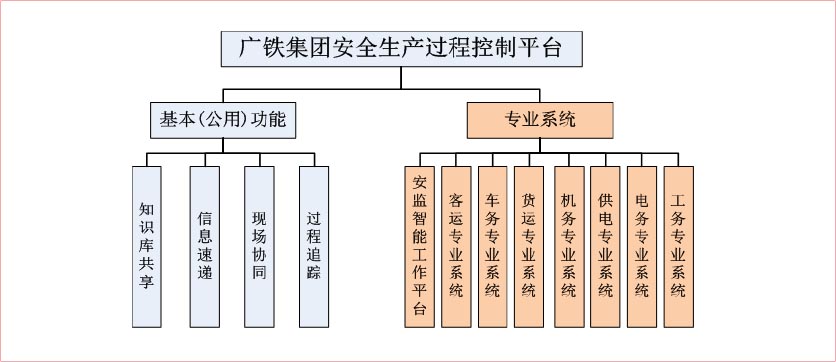 广铁集团安全生产过程控制平台
基本(公用)功能
专业系统
知识库共享
信息速递
现场协同
过程追踪
安监智能工作平台
客运专业系统
车务专业系统
货运专业系统
机务专业系统
供电专业系统
电务专业系统
工务专业系统